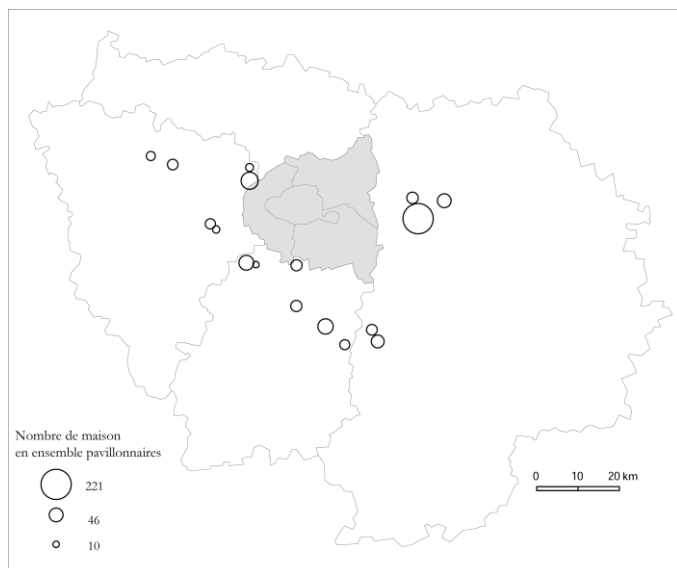 Nombre de maison
en ensemble pavillonnaires
221
46
10
0 10 20 km